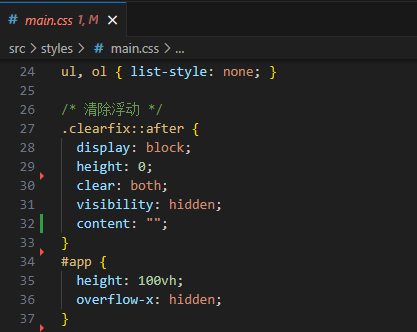 # main.css 1, M ×
src > styles > # main.css > ...
24 ul, ol { list-style: none; }
25
26 /* 清除浮动 */
27 .clearfix::after {
28 display: block;
29 height: 0;
30 clear: both;
31 visibility: hidden;
32 content: "";
33 }
34 #app {
35 height: 100vh;
36 overflow-x: hidden;
37 }